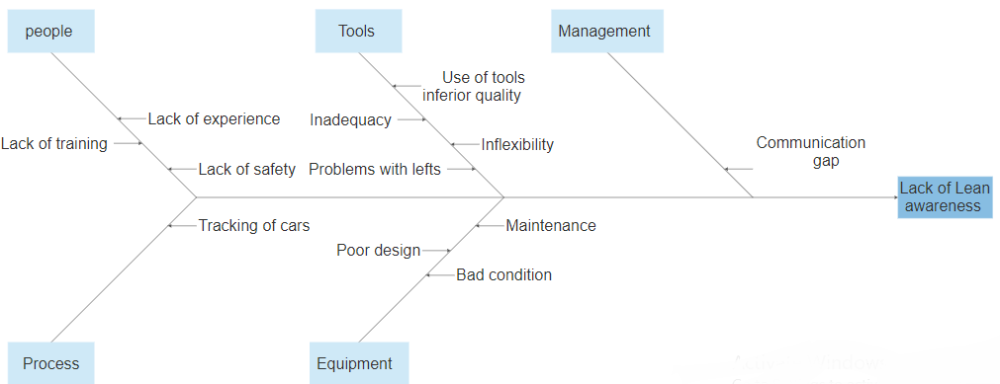 people
Tools
Management
Use of tools
inferior quality
Lack of experience
Inadequacy
Lack of training
Inflexibility
Communication
gap
Lack of safety
Problems with lefts
Lack of Lean
awareness
Tracking of cars
Maintenance
Poor design
Bad condition
Process
Equipment